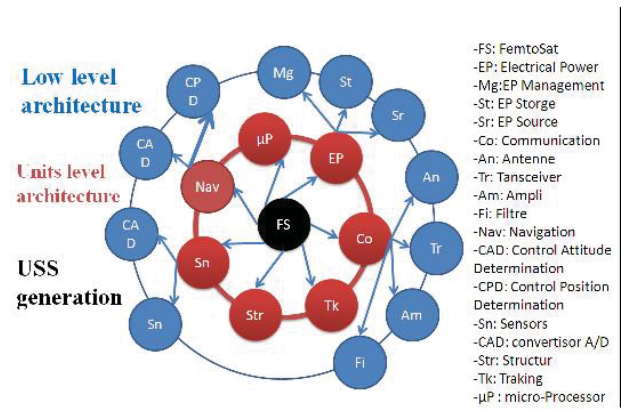 Low level
architecture
Units level
architecture
USS
generation
Mg
St
Sr
An
Tr
Am
Fi
Sn
CA
D
CA
D
CP
D
µP
EP
Co
Tk
Str
Sn
Nav
FS
-FS: FemtoSat
-EP: Electrical Power
-Mg:EP Management
-St: EP Storge
-Sr: EP Source
-Co: Communication
-An: Antenne
-Tr: Tansceiver
-Am: Ampli
-Fi: Filtre
-Nav: Navigation
-CAD: Control Attitude
Determination
-CPD: Control Position
Determination
-Sn: Sensors
-CAD: convertisor A/D
-Str: Structur
-Tk: Traking
-µP : micro-Processor